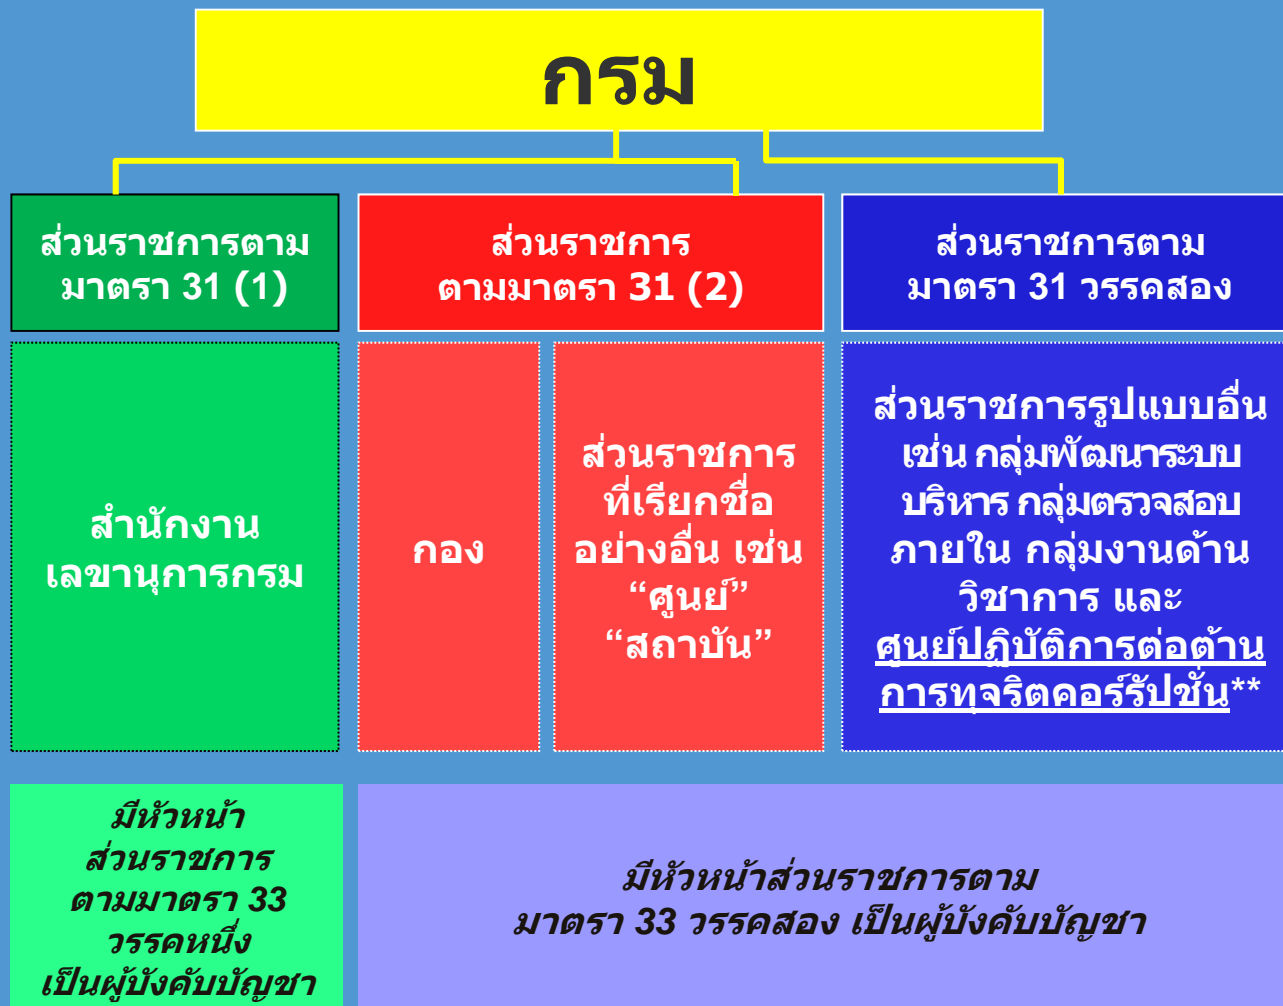 กรม
ส่วนราชการตาม
มาตรา 31 (1)
ส่วนราชการ
ตามมาตรา 31 (2)
ส่วนราชการตาม
มาตรา 31 วรรคสอง
สำนักงาน
เลขานุการกรม
กอง
ส่วนราชการ
ที่เรียกชื่อ
อย่างอื่น เช่น
“ศูนย์”
“สถาบัน”
ส่วนราชการรูปแบบอื่น
เช่น กลุ่มพัฒนาระบบ
บริหาร กลุ่มตรวจสอบ
ภายใน กลุ่มงานด้าน
วิชาการ และ
ศูนย์ปฏิบัติการต่อต้าน
การทุจริตคอร์รัปชั่น**
มีหัวหน้า
ส่วนราชการ
ตามมาตรา 33
วรรคหนึ่ง
เป็นผู้บังคับบัญชา
มีหัวหน้าส่วนราชการตาม
มาตรา 33 วรรคสอง เป็นผู้บังคับบัญชา